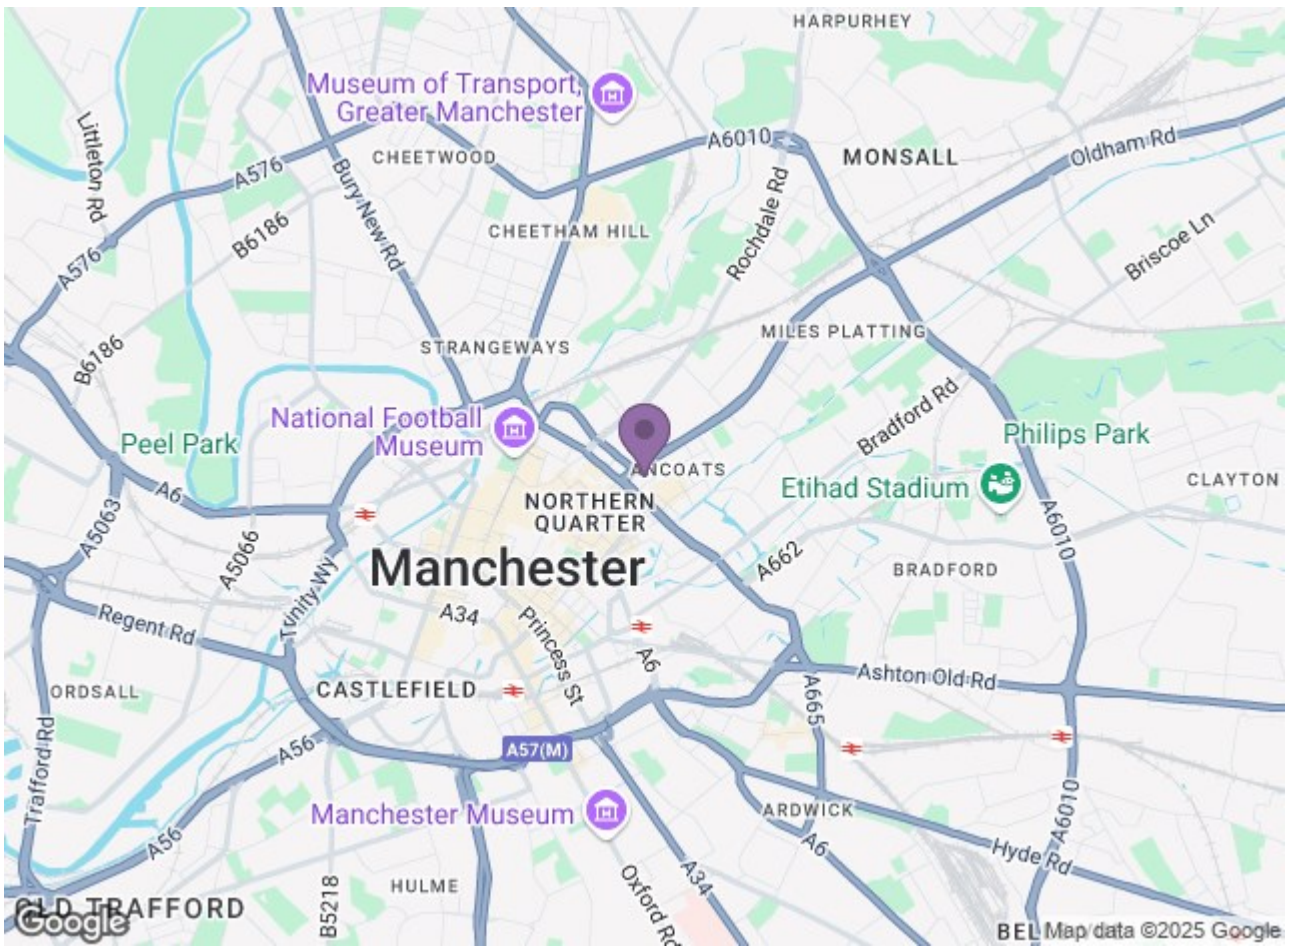 HARPURHEY
Museum of Transport,
Greater Manchester
Littleton Rd
A6010
MONSALL
Oldham Rd
CHEETWOOD
A576
Bury New Rd
Rochdale Rd
B6186
CHEETHAM HILL
Briscoe Ln
A576
MILES PLATTING
B6186
STRANGEWAYS
Bradford Rd
National Football
Museum
Peel Park
Philips Park
ANCOATS
CLAYTON
A6
Etihad Stadium
NORTHERN
QUARTER
A5063
A6010
A5066
Manchester
A662
BRADFORD
Trinity Wy
Regent Rd
A34
Princess St
A6
Ashton Old Rd
ORDSALL
CASTLEFIELD
A665
A56
A57(M)
Trafford Rd
Manchester Museum
ARDWICK
A6010
A56
A6
Hyde Rd
HULME
A34
B5218
Oxford Rd
OLD TRAFFORD
Google
BEL
Map data ©2025 Google